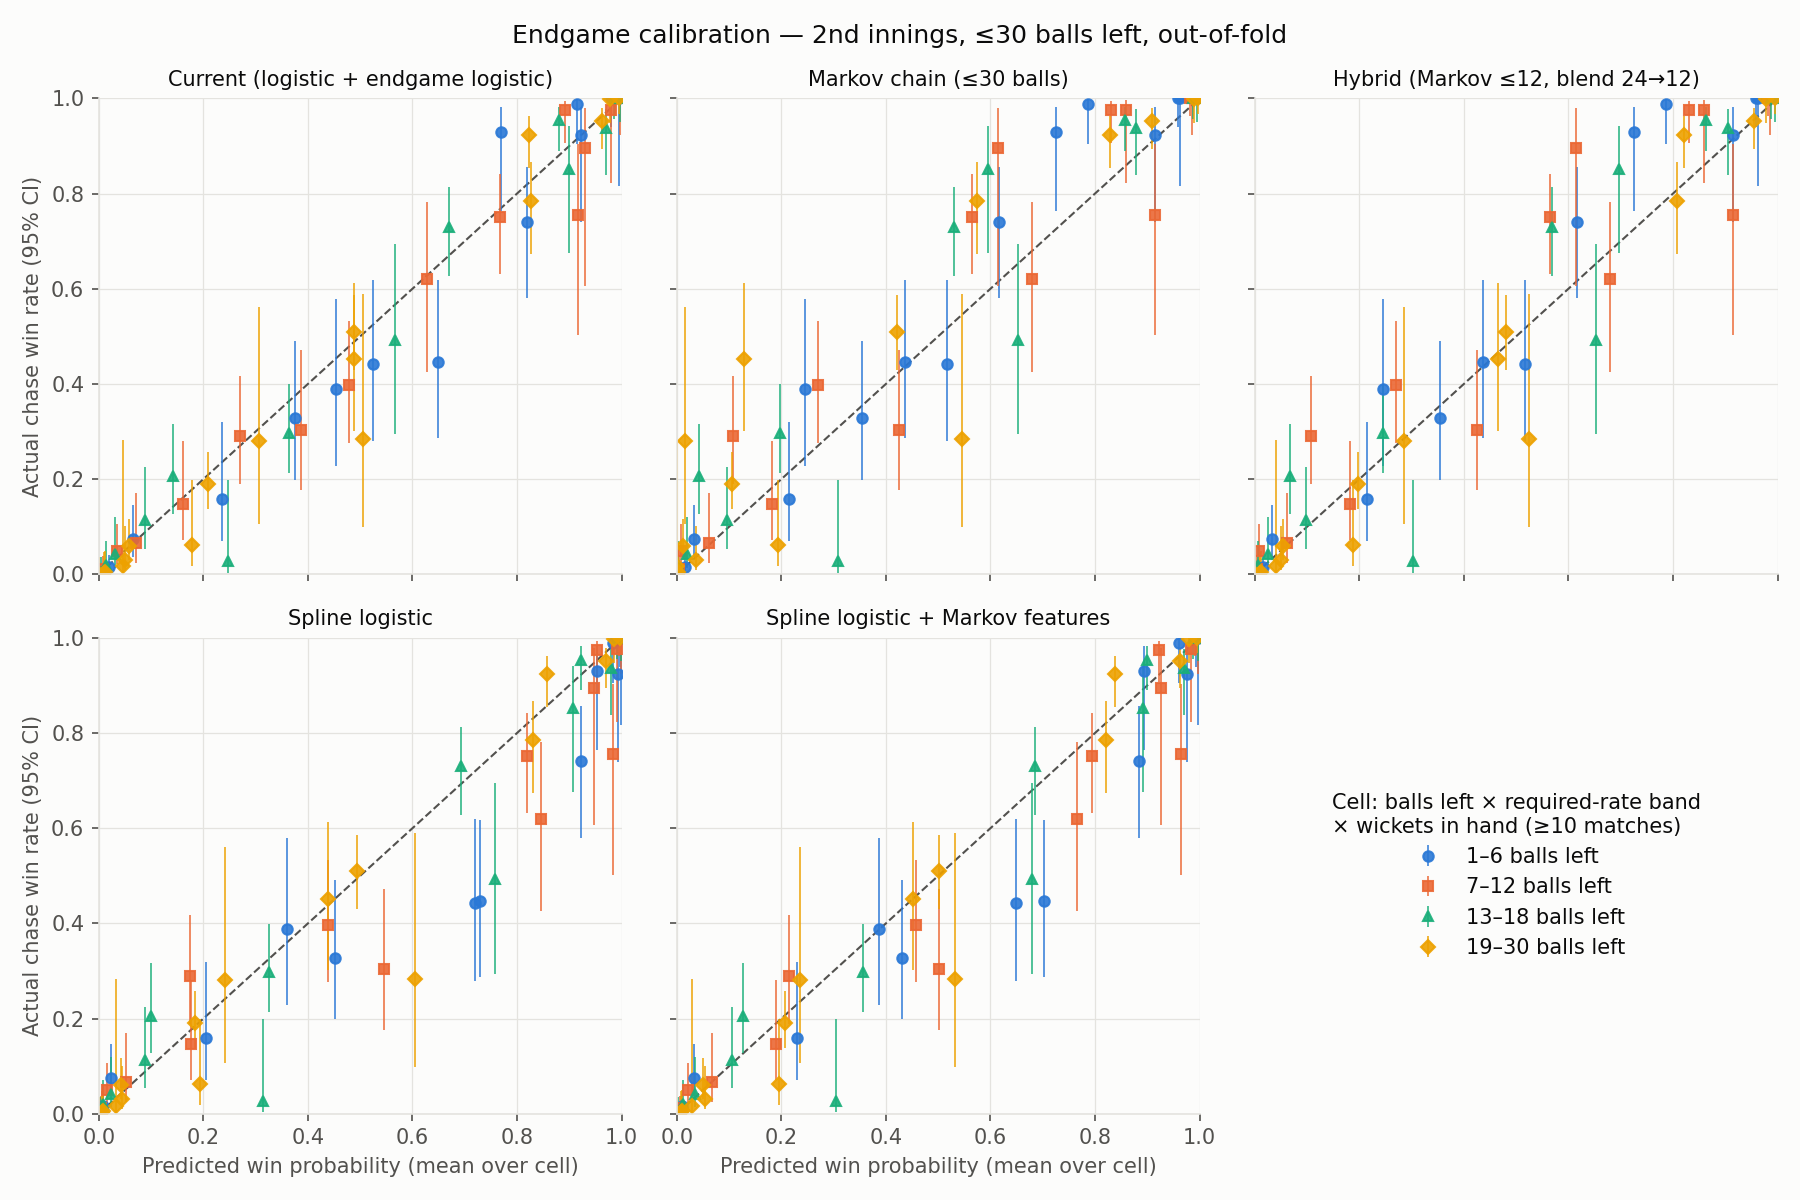 Endgame calibration — 2nd innings, ≤30 balls left, out-of-fold
Current (logistic + endgame logistic)
Markov chain (≤30 balls)
Hybrid (Markov ≤12, blend 24→12)
Actual chase win rate (95% CI)
1.0
0.8
0.6
0.4
0.2
0.0
Spline logistic
Spline logistic + Markov features
Actual chase win rate (95% CI)
1.0
0.8
0.6
0.4
0.2
0.0
0.0 0.2 0.4 0.6 0.8 1.0
Predicted win probability (mean over cell)
0.0 0.2 0.4 0.6 0.8 1.0
Predicted win probability (mean over cell)
Cell: balls left × required-rate band
× wickets in hand (≥10 matches)
1–6 balls left
7–12 balls left
13–18 balls left
19–30 balls left